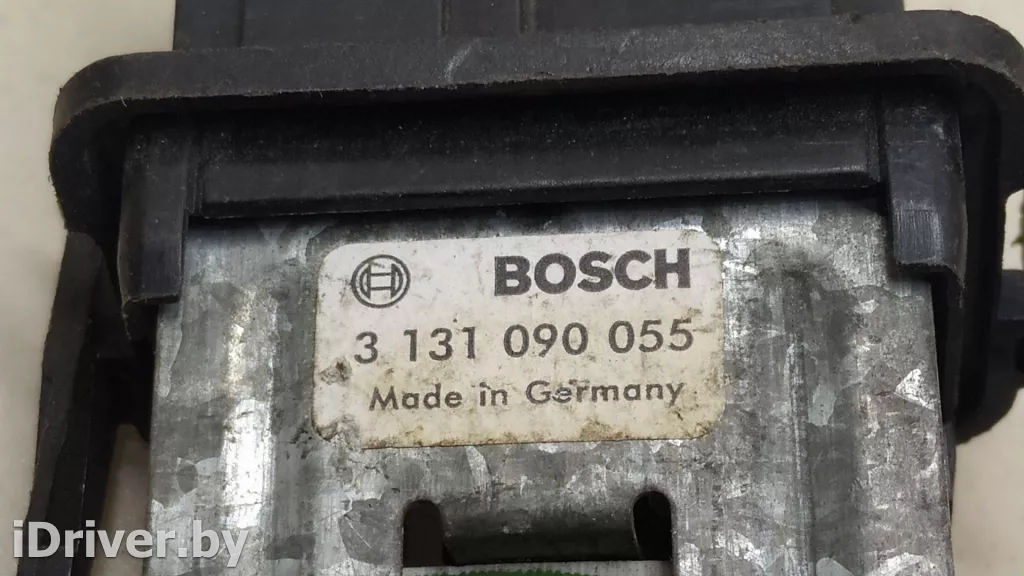 BOSCH
3 131 090 055
Made in Germany
iDriver.by